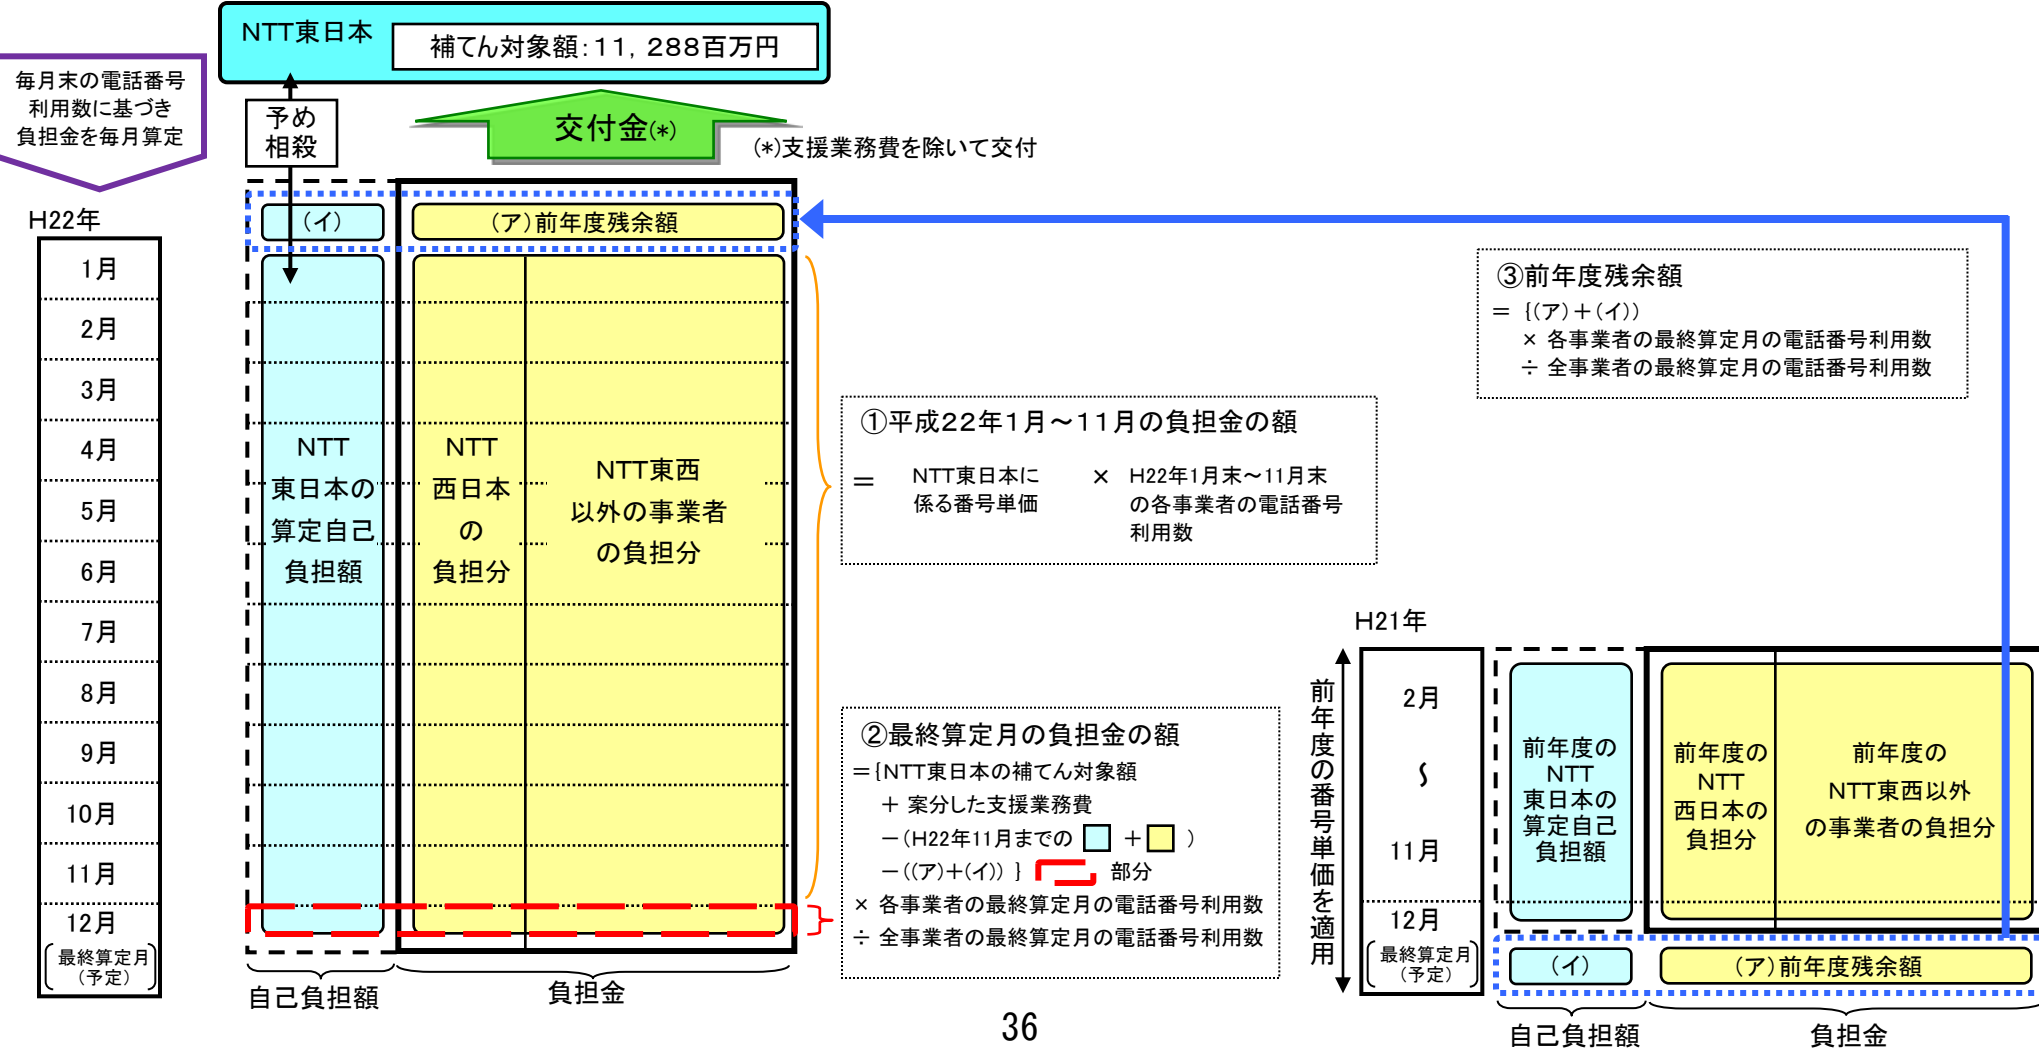 NTT東日本
補てん対象額：11，288百万円
毎月末の電話番号
利用数に基づき
負担金を毎月算定
予め
相殺
交付金(*)
(*)支援業務費を除いて交付
H22年
1月
2月
3月
4月
5月
6月
7月
8月
9月
10月
11月
12月
最終算定月
（予定）
（イ）
（ア）前年度残余額
NTT
東日本の
算定自己
負担額
NTT
西日本
の
負担分
NTT東西
以外の事業者
の負担分
自己負担額
負担金
①平成22年1月～11月の負担金の額
＝ NTT東日本に
係る番号単価
× H22年1月末～11月末
の各事業者の電話番号
利用数
②最終算定月の負担金の額
＝{NTT東日本の補てん対象額
＋ 案分した支援業務費
－（H22年11月までの ＋ ）
－((ア)＋(イ)) } 部分
× 各事業者の最終算定月の電話番号利用数
÷ 全事業者の最終算定月の電話番号利用数
③前年度残余額
＝ {(ア)＋(イ))
× 各事業者の最終算定月の電話番号利用数
÷ 全事業者の最終算定月の電話番号利用数
H21年
前年度の番号単価を適用
2月
～
11月
12月
最終算定月
（予定）
前年度の
NTT
東日本の
算定自己
負担額
前年度の
NTT
西日本の
負担分
前年度の
NTT東西以外
の事業者の負担分
（イ）
（ア）前年度残余額
自己負担額
負担金
36